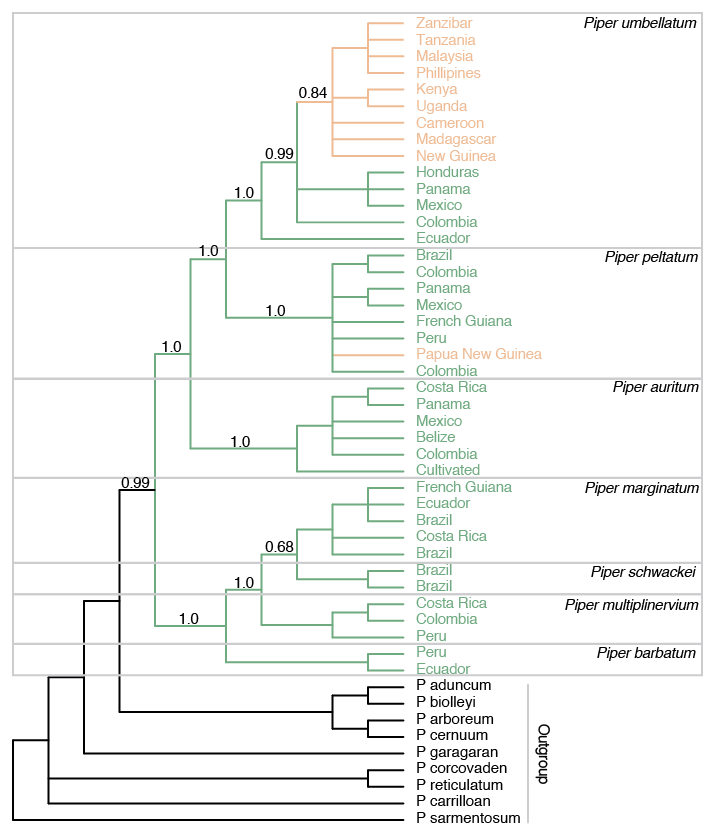 Zanzibar Piper umbellatum
Tanzania
Malaysia
Phillipines
0.84 Kenya
Uganda
Cameroon
Madagascar
0.99 New Guinea
Honduras
1.0 Panama
Mexico
Colombia
Ecuador
1.0 Brazil Piper peltatum
Colombia
Panama
Mexico
1.0 French Guiana
Peru
1.0 Papua New Guinea
Colombia
Costa Rica Piper auritum
Panama
Mexico
1.0 Belize
Colombia
Cultivated
0.99 French Guiana Piper marginatum
Ecuador
Brazil
Costa Rica
0.68 Brazil
Brazil Piper schwackei
1.0 Brazil
Costa Rica Piper multiplinervium
1.0 Colombia
Peru
Peru Piper barbatum
Ecuador
P aduncum
P biolleyi
P arboreum
P cernuum
P garagaran
P corcovaden
P reticulatum
P carrilloan
P sarmentosum
Outgroup